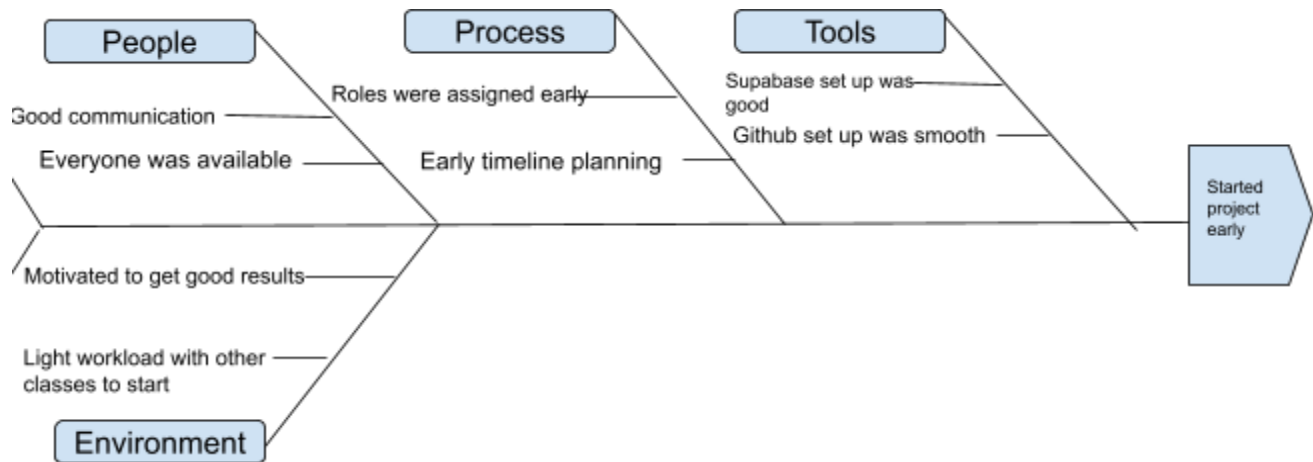 People
Process
Tools
Good communication
Everyone was available
Roles were assigned early
Early timeline planning
Supabase set up was
good
Github set up was smooth
Started
project
early
Motivated to get good results
Light workload with other
classes to start
Environment